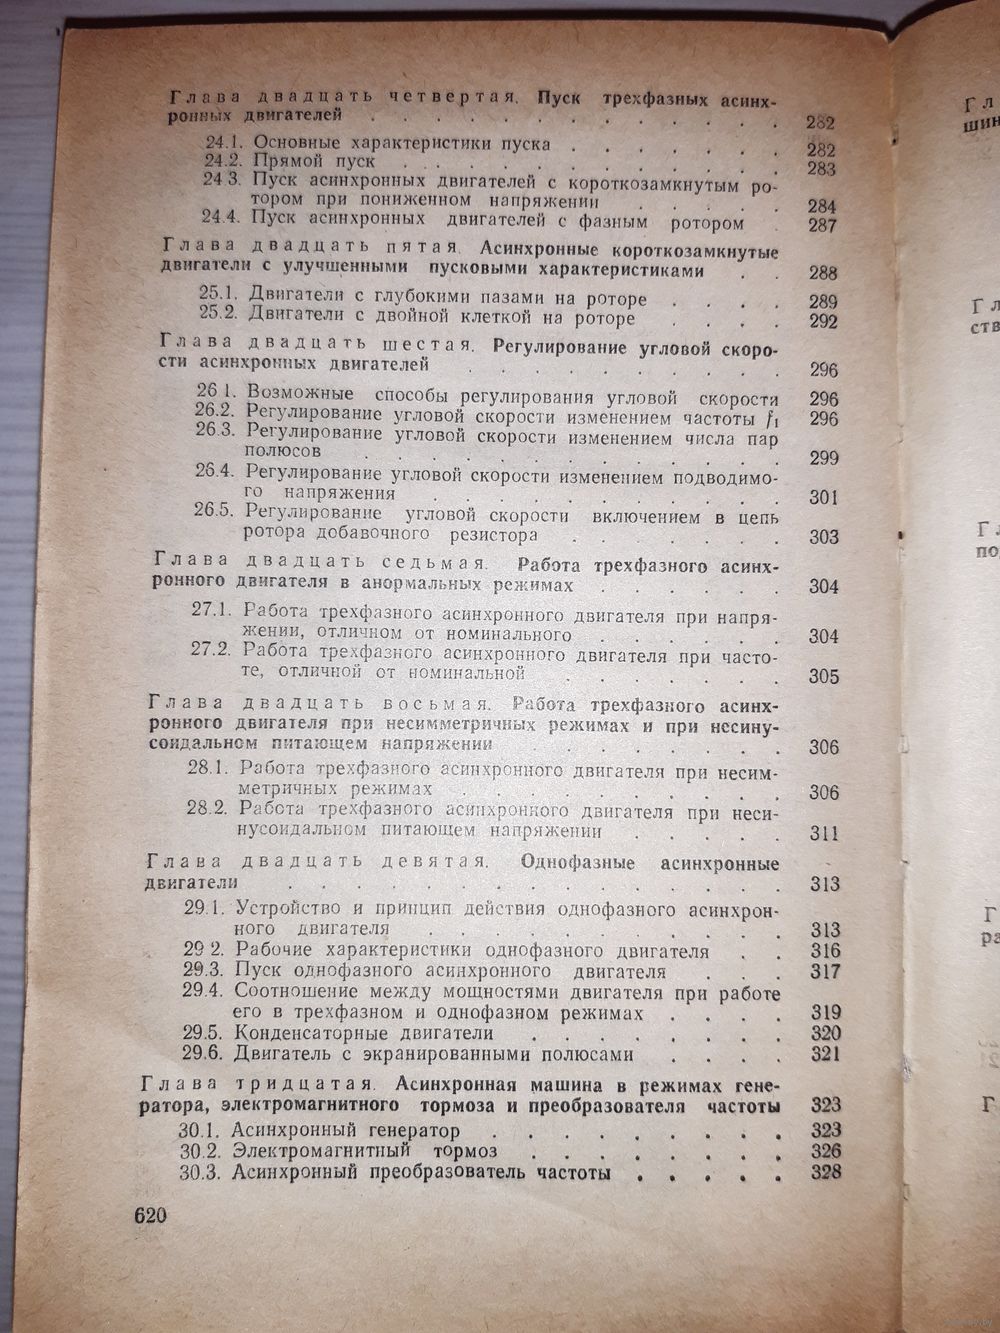 Глава двадцать четвертая. Пуск трехфазных асинх-
ронных двигателей . . . . . . . . . . . . 282
24.1. Основные характеристики пуска . . . . . . . 282
24.2. Прямой пуск . . . . . . . . . . . . 283
24 3. Пуск асинхронных двигателей с короткозамкнутым ро-
тором при пониженном напряжении . . . . . 284
24.4. Пуск асинхронных двигателей с фазным ротором . 287
Глава двадцать пятая. Асинхронные короткозамкнутые
двигатели с улучшенными пусковыми характеристиками . . 288
25.1. Двигатели с глубокими пазами на роторе . . . . 289
25.2. Двигатели с двойной клеткой на роторе . . . . 292
Глава двадцать шестая. Регулирование угловой скоро-
сти асинхронных двигателей . . . . . . . . . 296
26 1. Возможные способы регулирования угловой скорости 296
26.2. Регулирование угловой скорости изменением частоты f₁ 296
26.3. Регулирование угловой скорости изменением числа пар
полюсов . . . . . . . . . . . . . 299
26.4. Регулирование угловой скорости изменением подводимо-
го напряжения . . . . . . . . . . . 301
26.5. Регулирование угловой скорости включением в цепь
ротора добавочного резистора . . . . . . . 303
Глава двадцать седьмая. Работа трехфазного асинх-
ронного двигателя в анормальных режимах . . . . . . 304
27.1. Работа трехфазного асинхронного двигателя при напря-
жении, отличном от номинального . . . . . . 304
27.2. Работа трехфазного асинхронного двигателя при часто-
те, отличной от номинальной . . . . . . . 305
Глава двадцать восьмая. Работа трехфазного асинх-
ронного двигателя при несимметричных режимах и при несину-
соидальном питающем напряжении . . . . . . . . 306
28.1. Работа трехфазного асинхронного двигателя при несим-
метричных режимах . . . . . . . . . . 306
28.2. Работа трехфазного асинхронного двигателя при неси-
нусоидальном питающем напряжении . . . . . 311
Глава двадцать девятая. Однофазные асинхронные
двигатели . . . . . . . . . . . . . . . 313
29.1. Устройство и принцип действия однофазного асинхрон-
ного двигателя . . . . . . . . . . . 313
29 2. Рабочие характеристики однофазного двигателя . . 316
29.3. Пуск однофазного асинхронного двигателя . . . 317
29.4. Соотношение между мощностями двигателя при работе
его в трехфазном и однофазном режимах . . . . 319
29.5. Конденсаторные двигатели . . . . . . . 320
29.6. Двигатель с экранированными полюсами . . . . 321
Глава тридцатая. Асинхронная машина в режимах гене-
ратора, электромагнитного тормоза и преобразователя частоты 323
30.1. Асинхронный генератор . . . . . . . . . 323
30.2. Электромагнитный тормоз . . . . . . . 326
30.3. Асинхронный преобразователь частоты . . . . . 328
620
Гл
шин
Гл
ств
Гл
по
Г
ра
Г